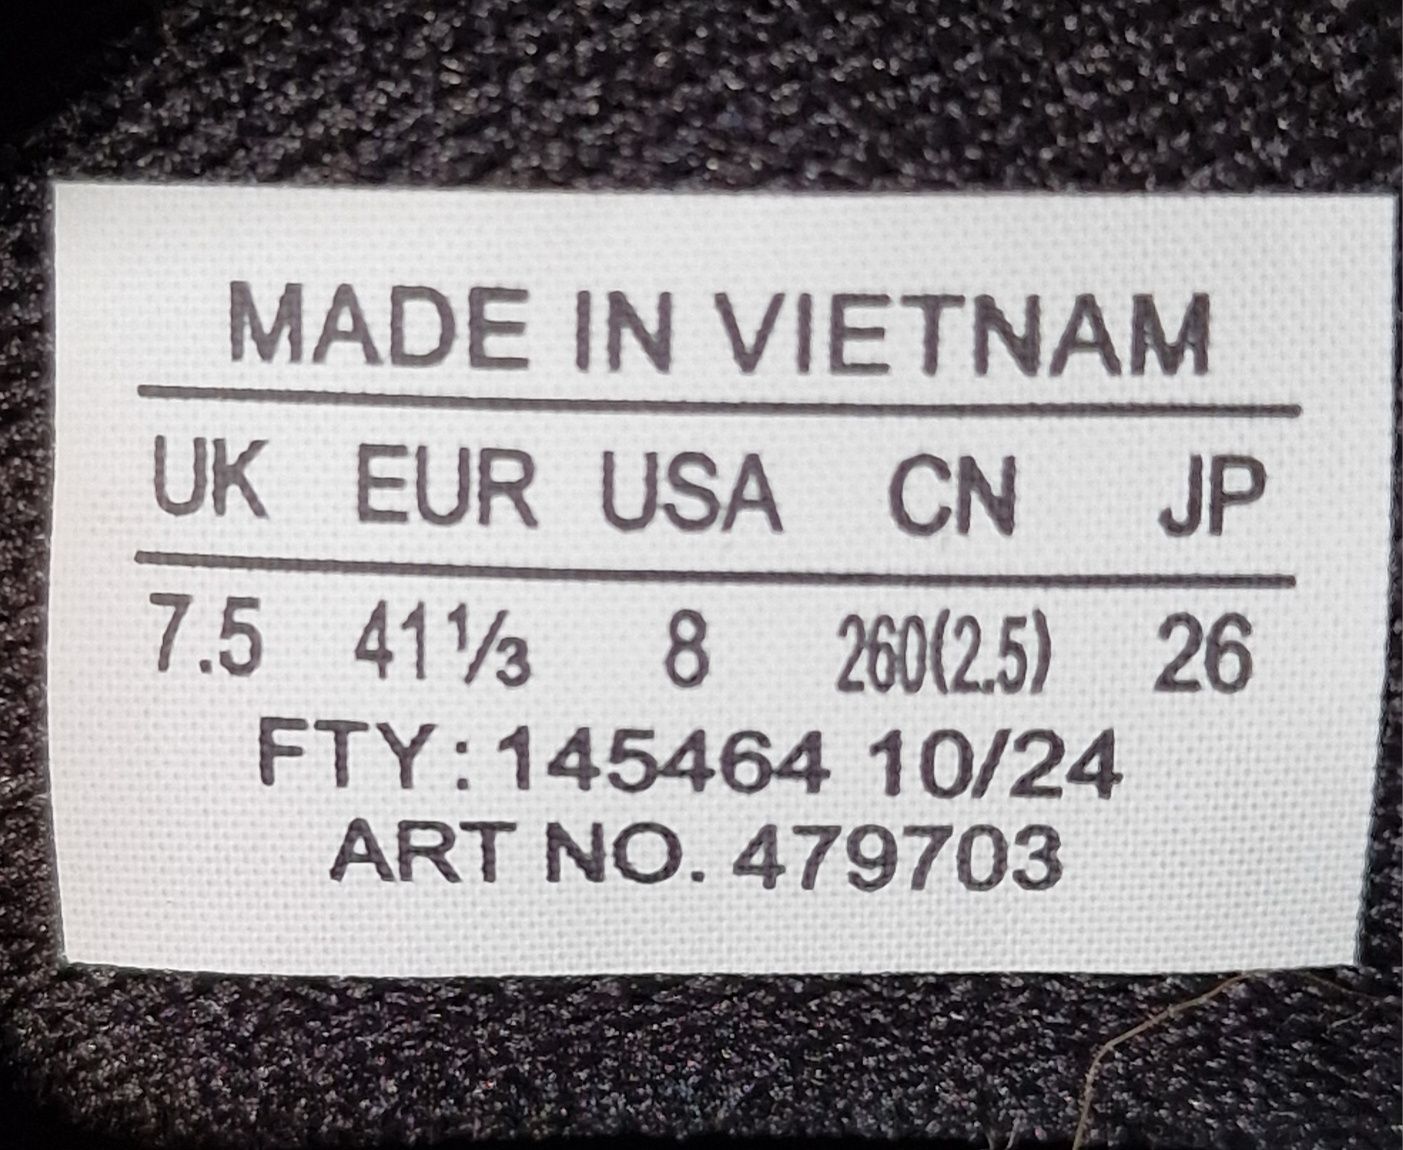 MADE IN VIETNAM
UK EUR USA CN JP
7.5 41⅓ 8 260(2.5) 26
FTY: 145464 10/24
ART NO. 479703